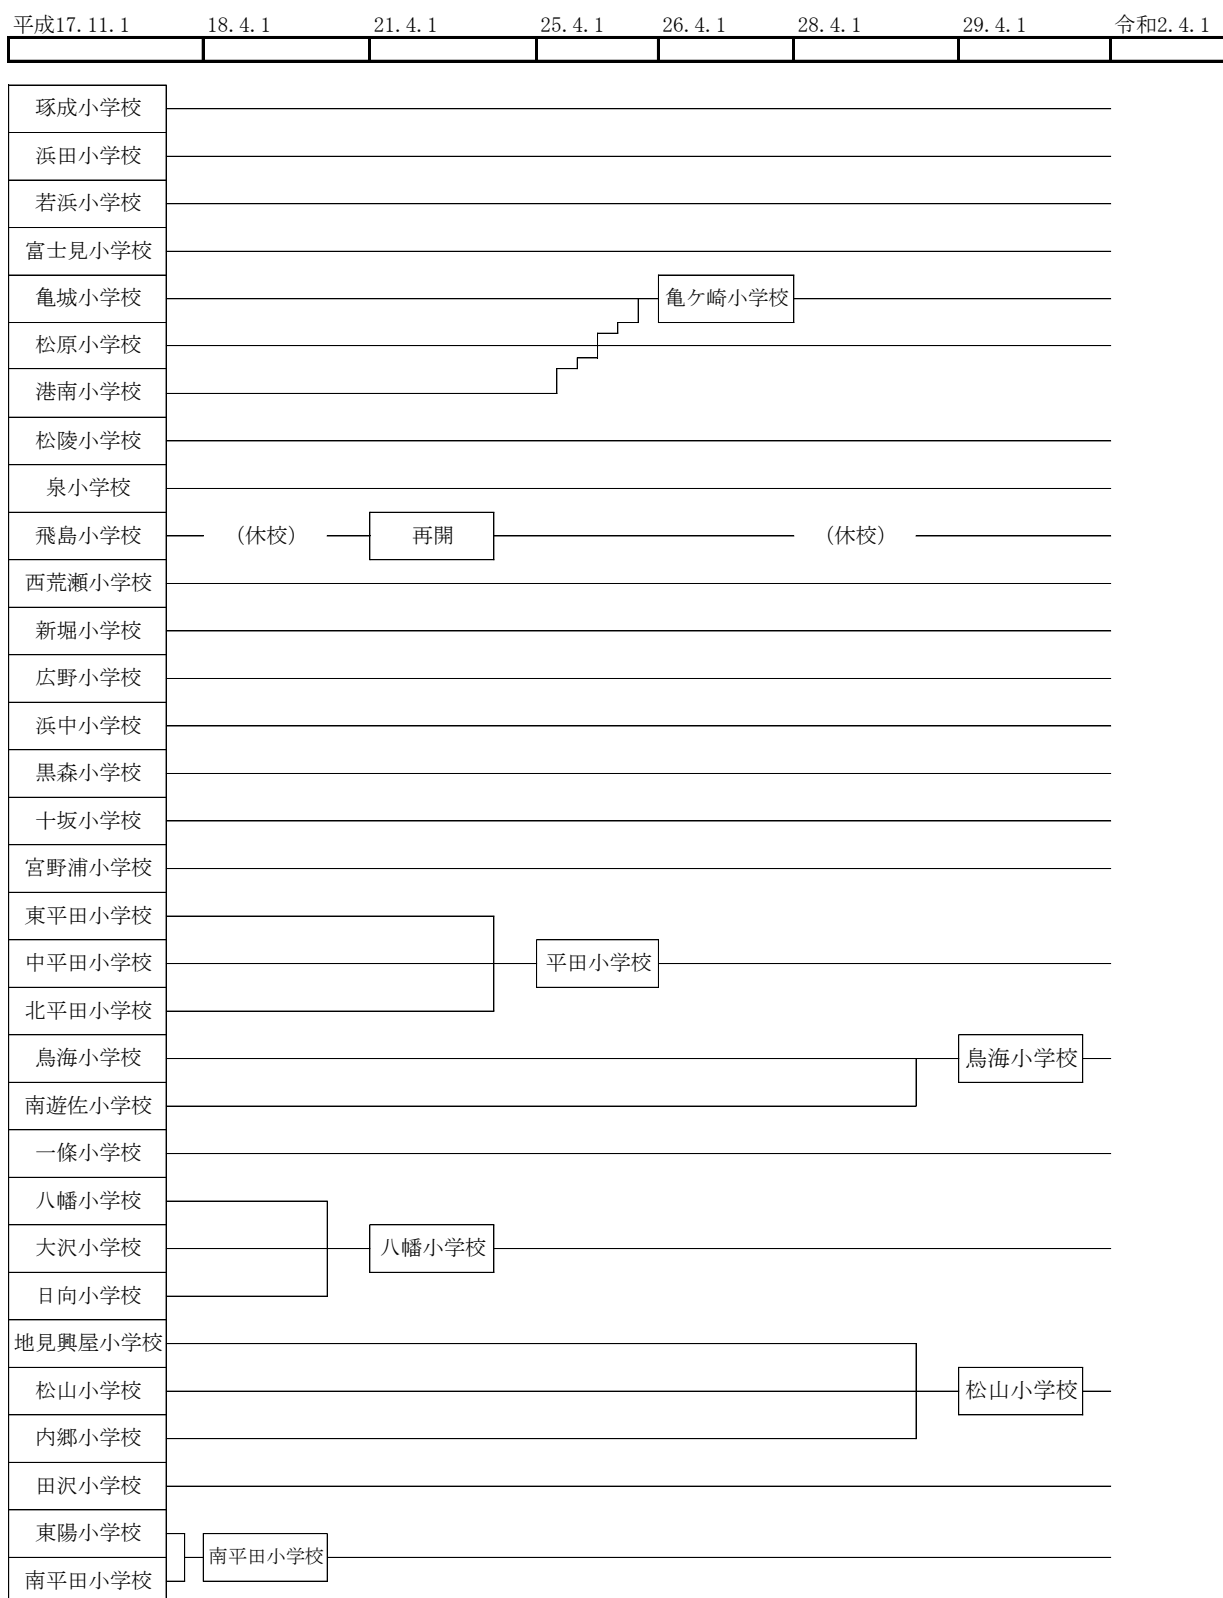 平成17.11.1 18.4.1 21.4.1 25.4.1 26.4.1 28.4.1 29.4.1 令和2.4.1
琢成小学校
浜田小学校
若浜小学校
富士見小学校
亀城小学校 亀ケ崎小学校
松原小学校
港南小学校
松陵小学校
泉小学校
飛島小学校 (休校) 再開 (休校)
西荒瀬小学校
新堀小学校
広野小学校
浜中小学校
黒森小学校
十坂小学校
宮野浦小学校
東平田小学校
中平田小学校 平田小学校
北平田小学校
鳥海小学校 鳥海小学校
南遊佐小学校
一條小学校
八幡小学校
大沢小学校 八幡小学校
日向小学校
地見興屋小学校
松山小学校 松山小学校
内郷小学校
田沢小学校
東陽小学校
南平田小学校
南平田小学校